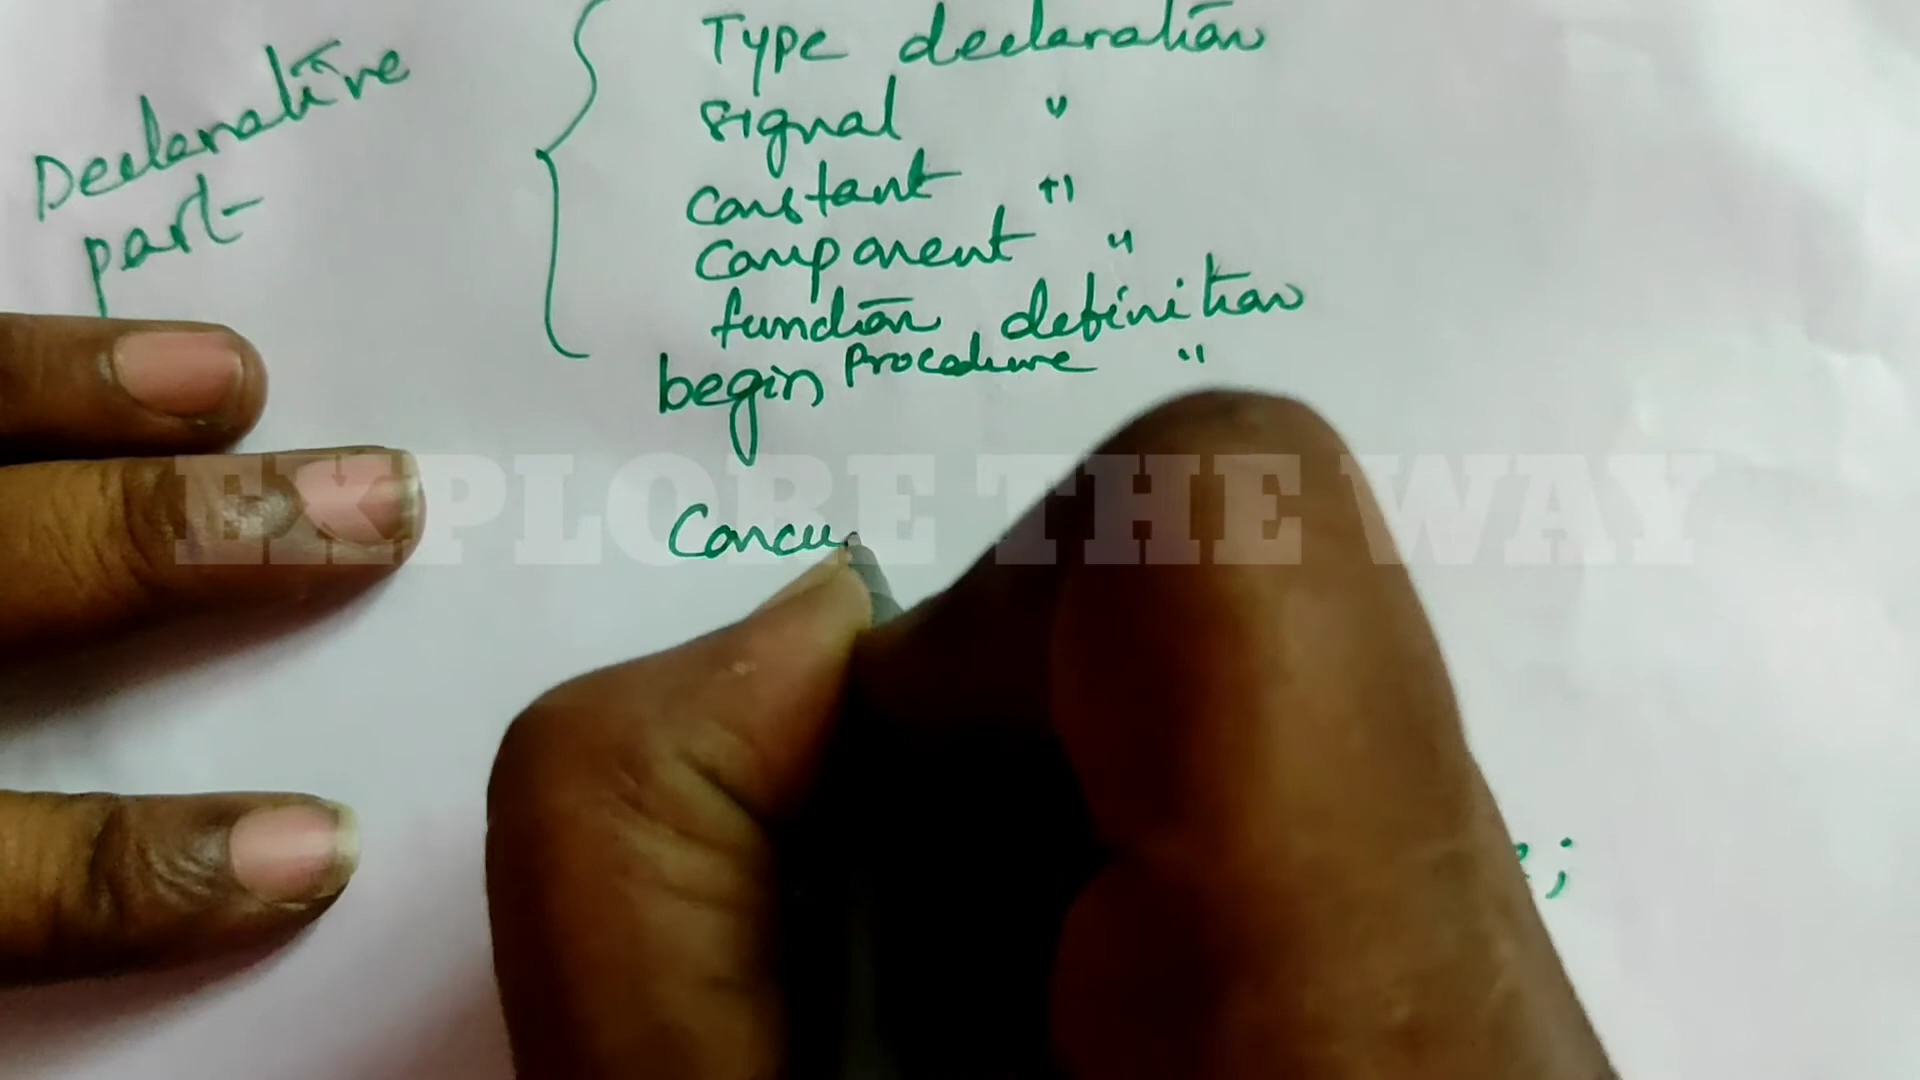 Declarative
part
Type declaration
signal "
constant "
component "
function definition
begin Procedure "
EXPLORE THE WAY
Concu
;